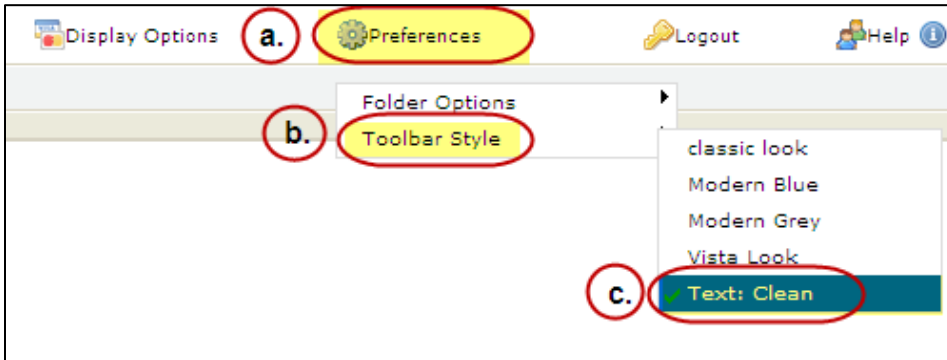 Display Options a. Preferences Logout Help
Folder Options
b. Toolbar Style
classic look
Modern Blue
Modern Grey
Vista Look
c. Text: Clean